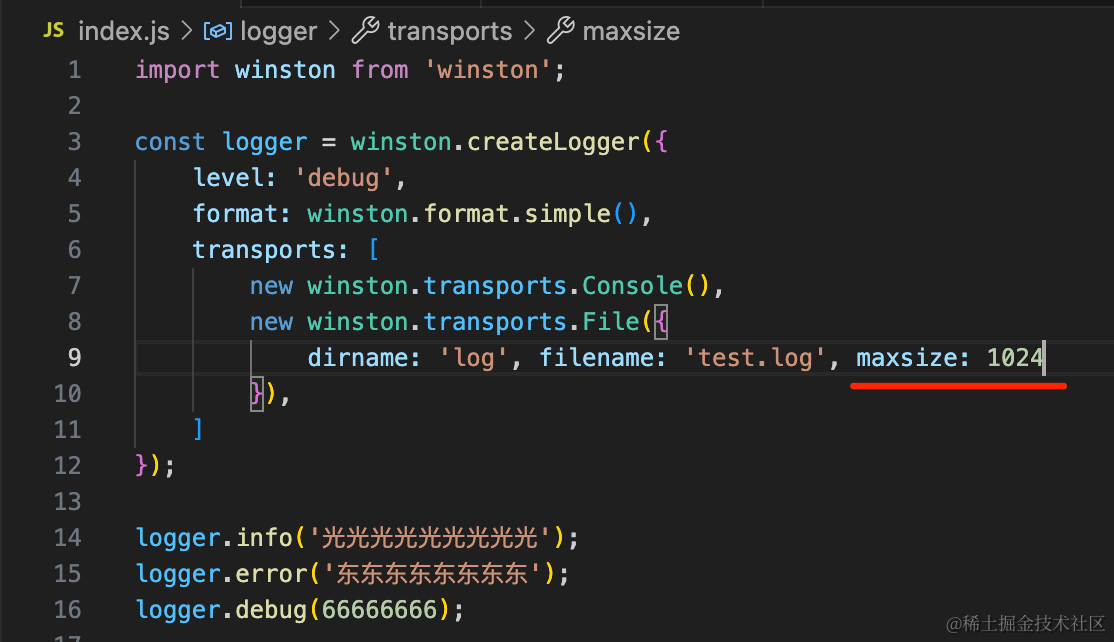 JS index.js > logger > transports > maxsize
1 import winston from 'winston';
2
3 const logger = winston.createLogger({
4 level: 'debug',
5 format: winston.format.simple(),
6 transports: [
7 new winston.transports.Console(),
8 new winston.transports.File({
9 dirname: 'log', filename: 'test.log', maxsize: 1024
10 }),
11 ]
12 });
13
14 logger.info('光光光光光光光光光');
15 logger.error('东东东东东东东东');
16 logger.debug(66666666);
17
@稀土掘金技术社区